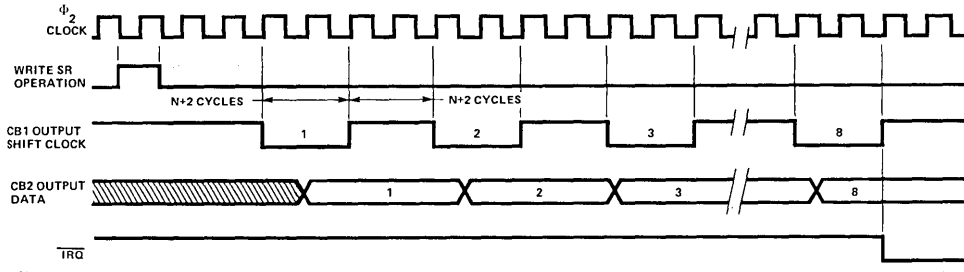 Φ2
CLOCK
WRITE SR
OPERATION
N+2 CYCLES
N+2 CYCLES
CB1 OUTPUT
SHIFT CLOCK
1
2
3
8
CB2 OUTPUT
DATA
1
2
3
8
IRQ